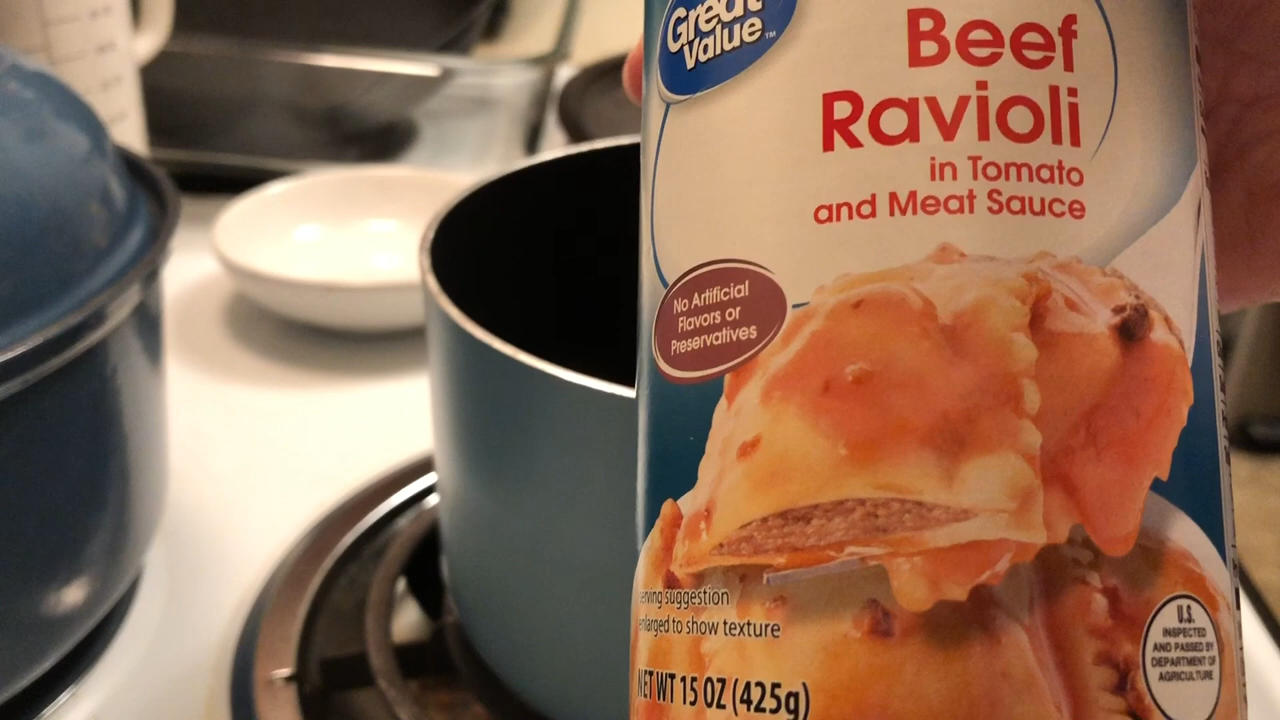 Great
Value™
Beef
Ravioli
in Tomato
and Meat Sauce
No Artificial
Flavors or
Preservatives
serving suggestion
enlarged to show texture
NET WT 15 OZ (425g)
U.S.
INSPECTED
AND PASSED BY
DEPARTMENT OF
AGRICULTURE